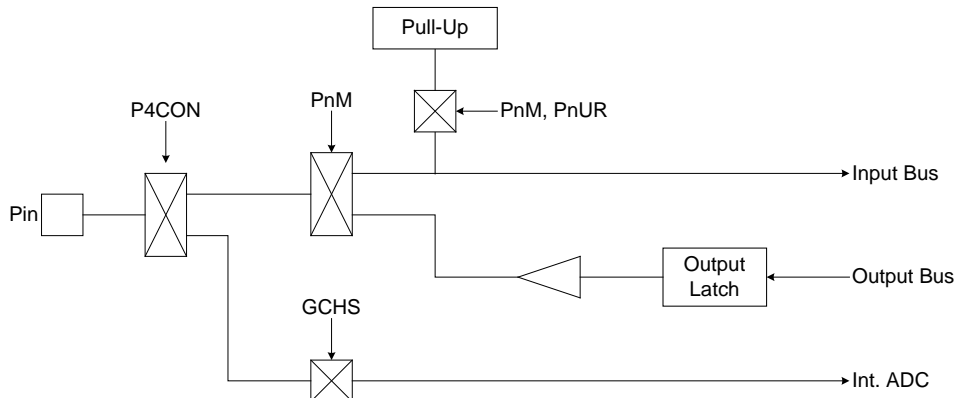 Pull-Up
P4CON
PnM
PnM, PnUR
Input Bus
Pin
Output
Latch
Output Bus
GCHS
Int. ADC